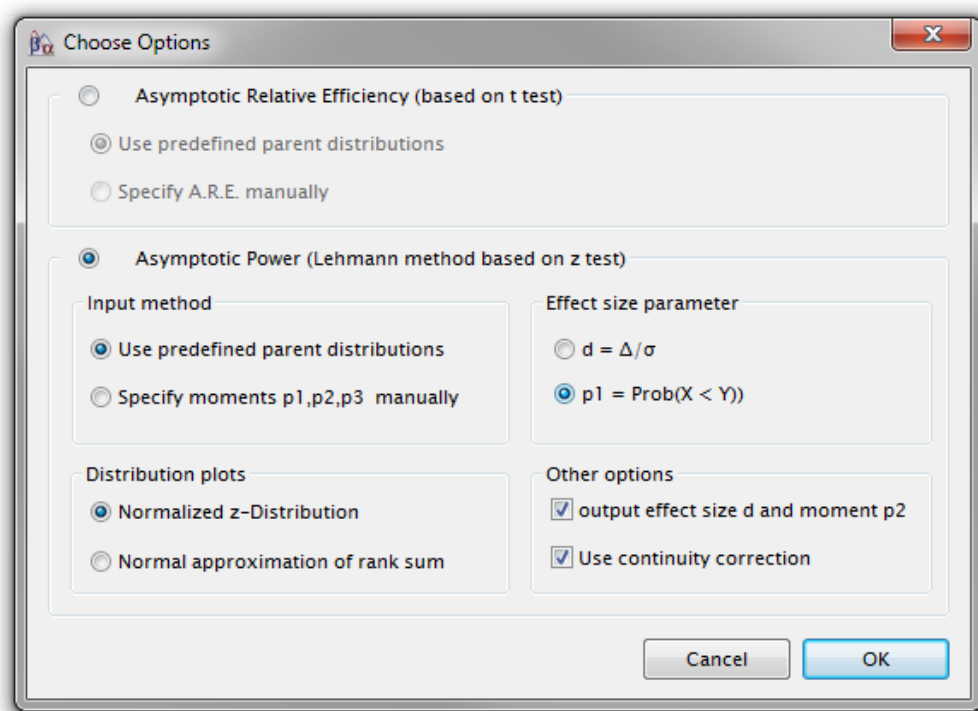 Choose Options
Asymptotic Relative Efficiency (based on t test)
Use predefined parent distributions
Specify A.R.E. manually
Asymptotic Power (Lehmann method based on z test)
Input method
Use predefined parent distributions
Specify moments p1,p2,p3 manually
Effect size parameter
d = Δ/σ
p1 = Prob(X < Y))
Distribution plots
Normalized z-Distribution
Normal approximation of rank sum
Other options
output effect size d and moment p2
Use continuity correction
Cancel
OK